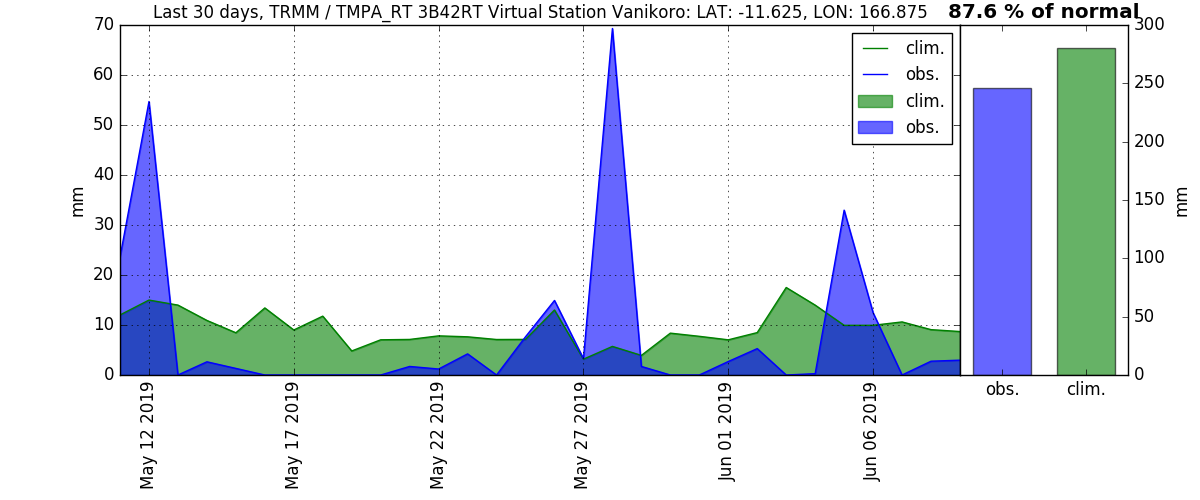 Last 30 days, TRMM / TMPA_RT 3B42RT Virtual Station Vanikoro: LAT: -11.625, LON: 166.875
87.6 % of normal
70
60
50
40
30
20
10
0
mm
clim.
obs.
clim.
obs.
May 12 2019
May 17 2019
May 22 2019
May 27 2019
Jun 01 2019
Jun 06 2019
300
250
200
150
100
50
0
mm
obs.
clim.